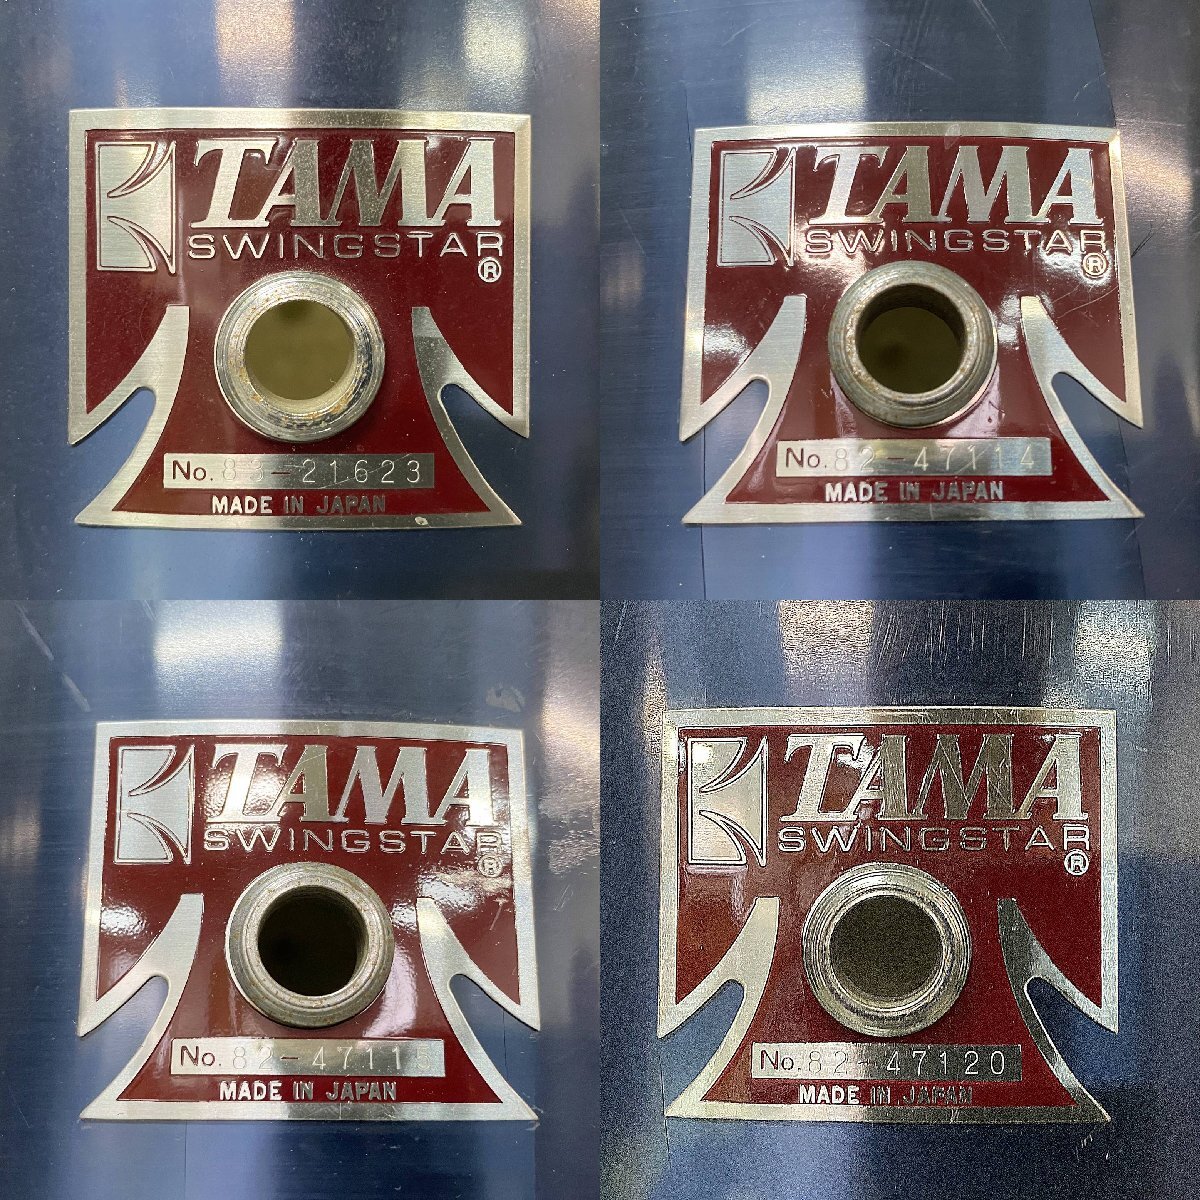 TAMA
SWINGSTAR
®
No. 83-21623
MADE IN JAPAN
TAMA
SWINGSTAR
®
No. 82-47114
MADE IN JAPAN
TAMA
SWINGSTAR
®
No. 82-47115
MADE IN JAPAN
TAMA
SWINGSTAR
®
No. 82-47120
MADE IN JAPAN